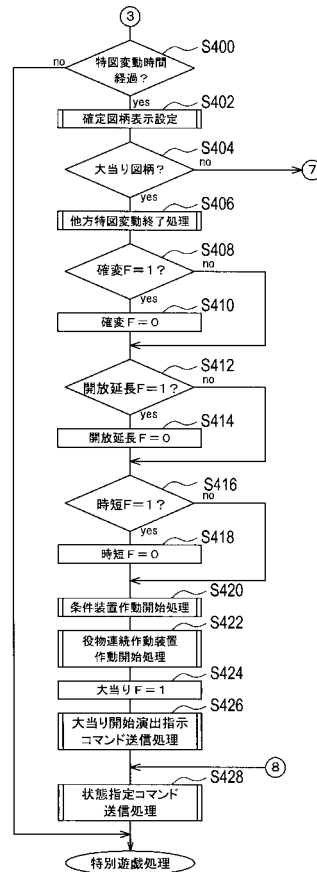 ③
S400
特図変動時間
経過？
no
yes
S402
確定図柄表示設定
S404
大当り図柄？
no
⑦
yes
S406
他方特図変動終了処理
S408
確変F＝1？
no
yes
S410
確変F＝0
S412
開放延長F＝1？
no
yes
S414
開放延長F＝0
S416
時短F＝1？
no
yes
S418
時短F＝0
S420
条件装置作動開始処理
S422
役物連続作動装置
作動開始処理
S424
大当りF＝1
S426
大当り開始演出指示
コマンド送信処理
⑧
S428
状態指定コマンド
送信処理
特別遊戯処理